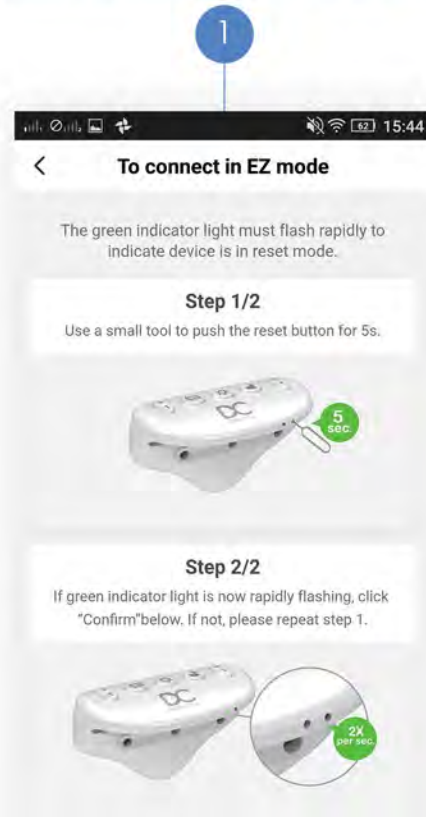 1
62 15:44
To connect in EZ mode
The green indicator light must flash rapidly to
indicate device is in reset mode.
Step 1/2
Use a small tool to push the reset button for 5s.
DC
5
sec.
Step 2/2
If green indicator light is now rapidly flashing, click
"Confirm"below. If not, please repeat step 1.
DC
2X
per sec.